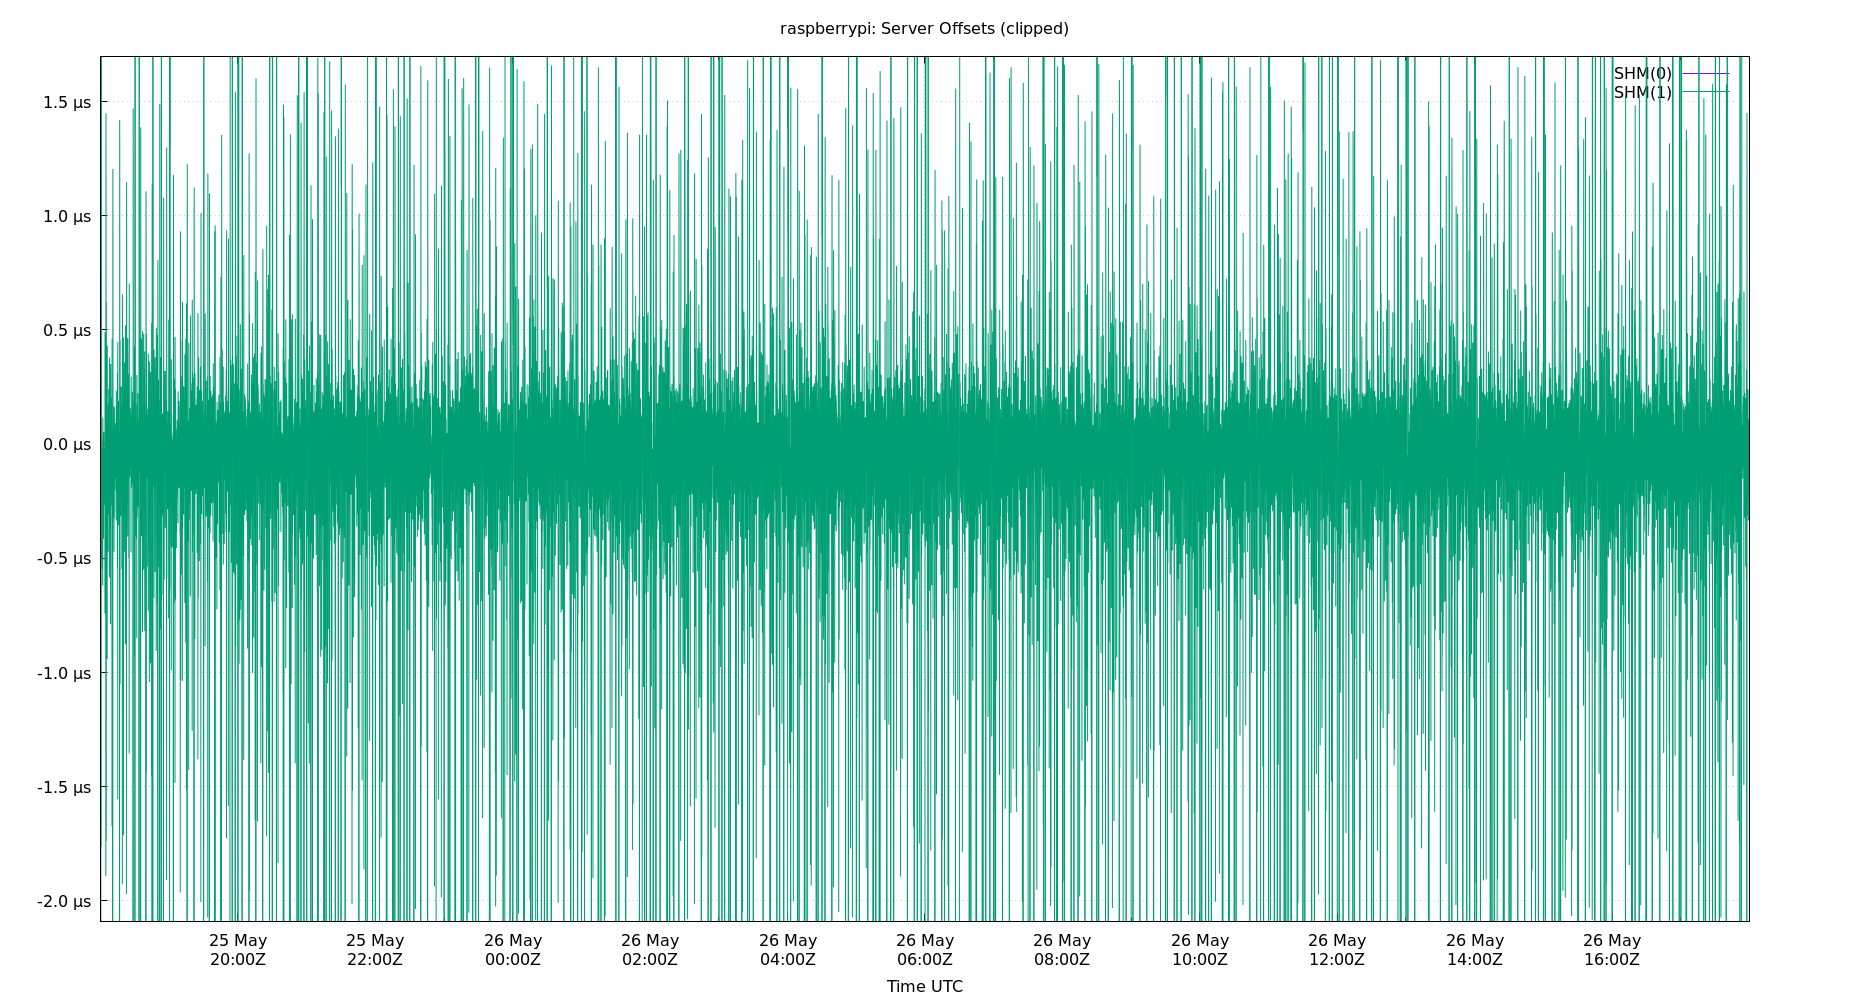 raspberrypi: Server Offsets (clipped)
SHM(0)
SHM(1)
1.5 µs
1.0 µs
0.5 µs
0.0 µs
-0.5 µs
-1.0 µs
-1.5 µs
-2.0 µs
25 May 25 May 26 May 26 May 26 May 26 May 26 May 26 May 26 May 26 May 26 May
20:00Z 22:00Z 00:00Z 02:00Z 04:00Z 06:00Z 08:00Z 10:00Z 12:00Z 14:00Z 16:00Z
Time UTC